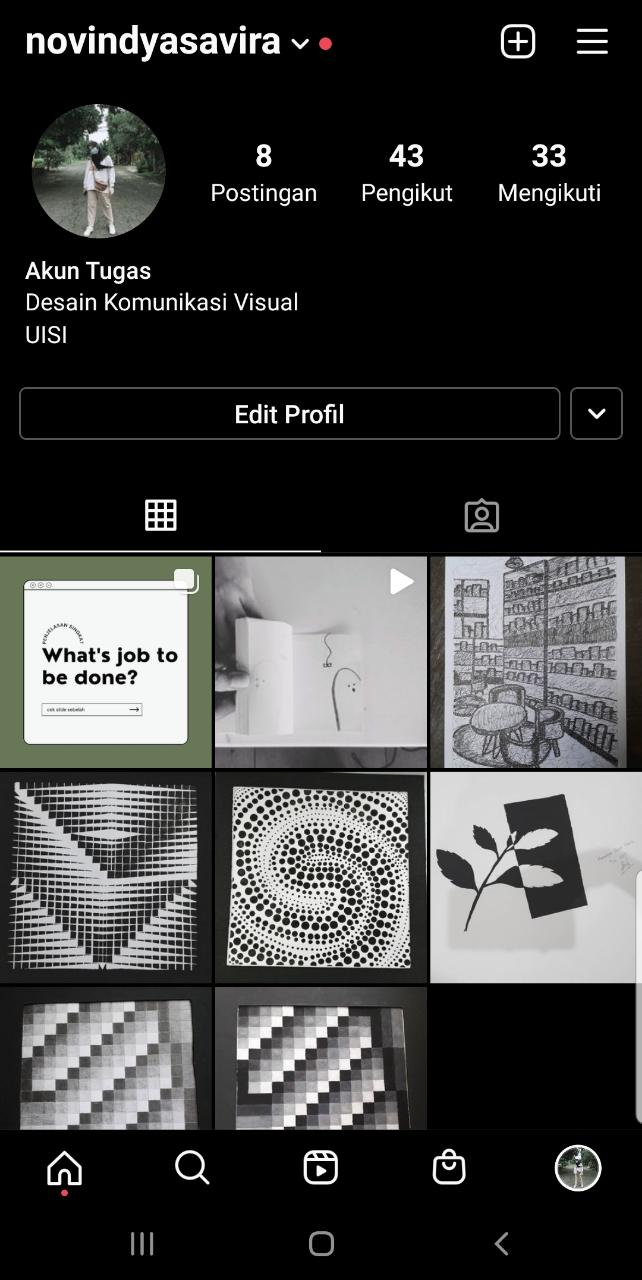 novindyasavira
8
Postingan
43
Pengikut
33
Mengikuti
Akun Tugas
Desain Komunikasi Visual
UISI
Edit Profil
PENJELASAN SINGKAT
What's job to
be done?
cek slide sebelah